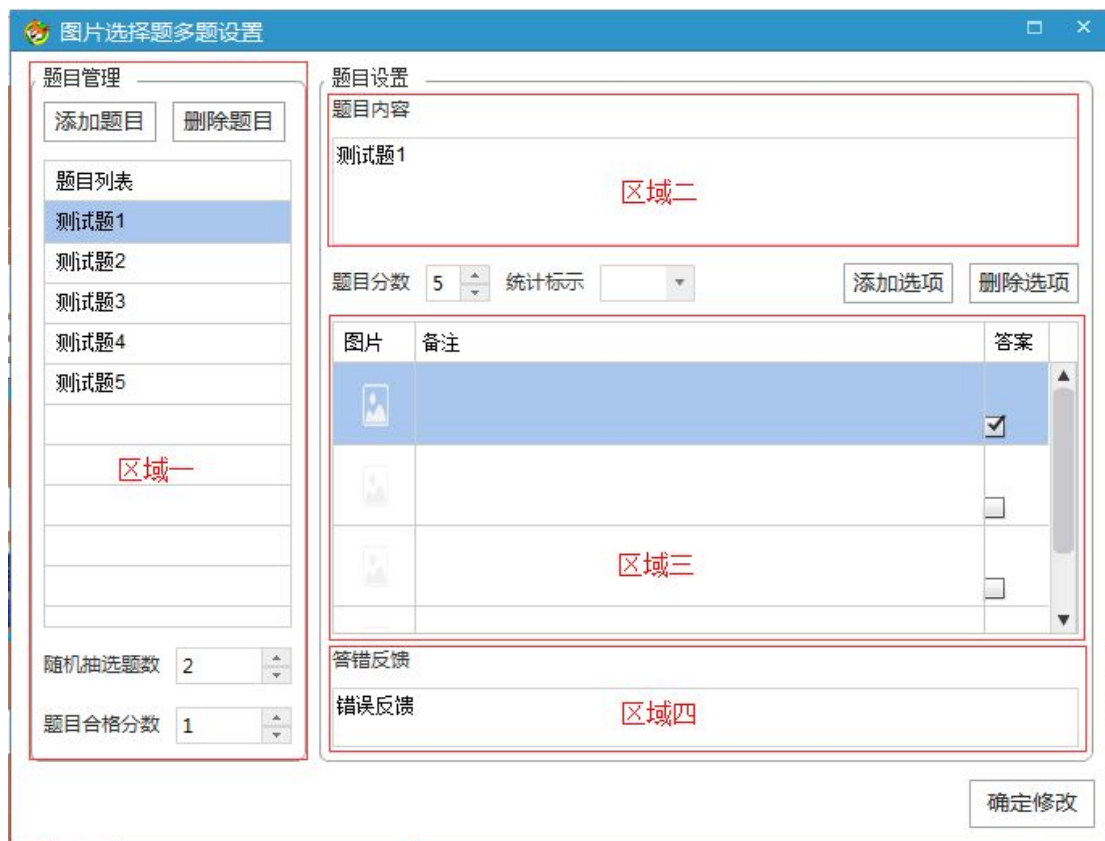 图片选择题多题设置
题目管理
添加题目 删除题目
题目列表
测试题1
测试题2
测试题3
测试题4
测试题5
区域一
随机抽选题数 2
题目合格分数 1
题目设置
题目内容
测试题1
区域二
题目分数 5 统计标示 添加选项 删除选项
图片 备注 答案
区域三
答错反馈
错误反馈
区域四
确定修改